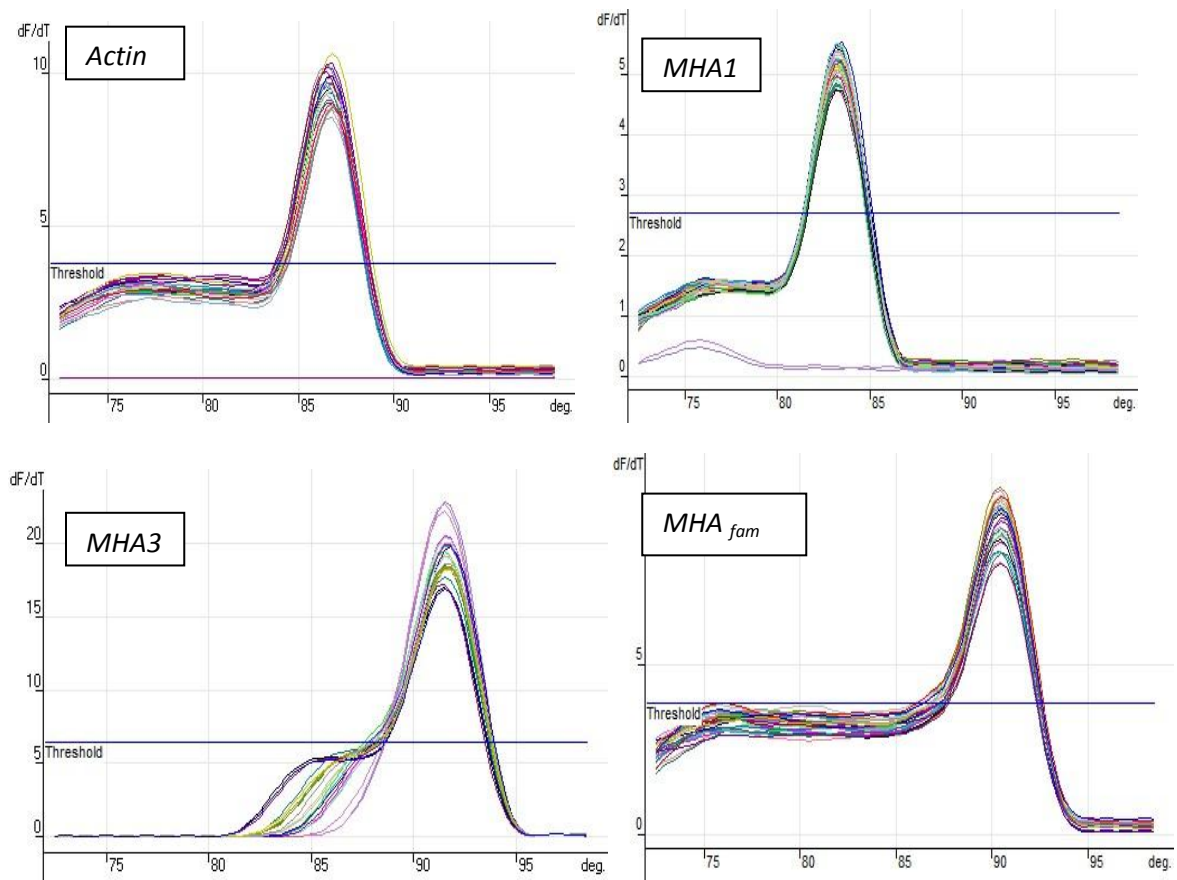 dF/dT
Actin
10
5
Threshold
0
75 80 85 90 95 deg.
dF/dT
MHA1
5
4
3
Threshold
2
1
0
75 80 85 90 95 deg.
dF/dT
MHA3
20
15
10
5
Threshold
0
75 80 85 90 95 deg.
dF/dT
MHA fam
5
Threshold
0
75 80 85 90 95 deg.